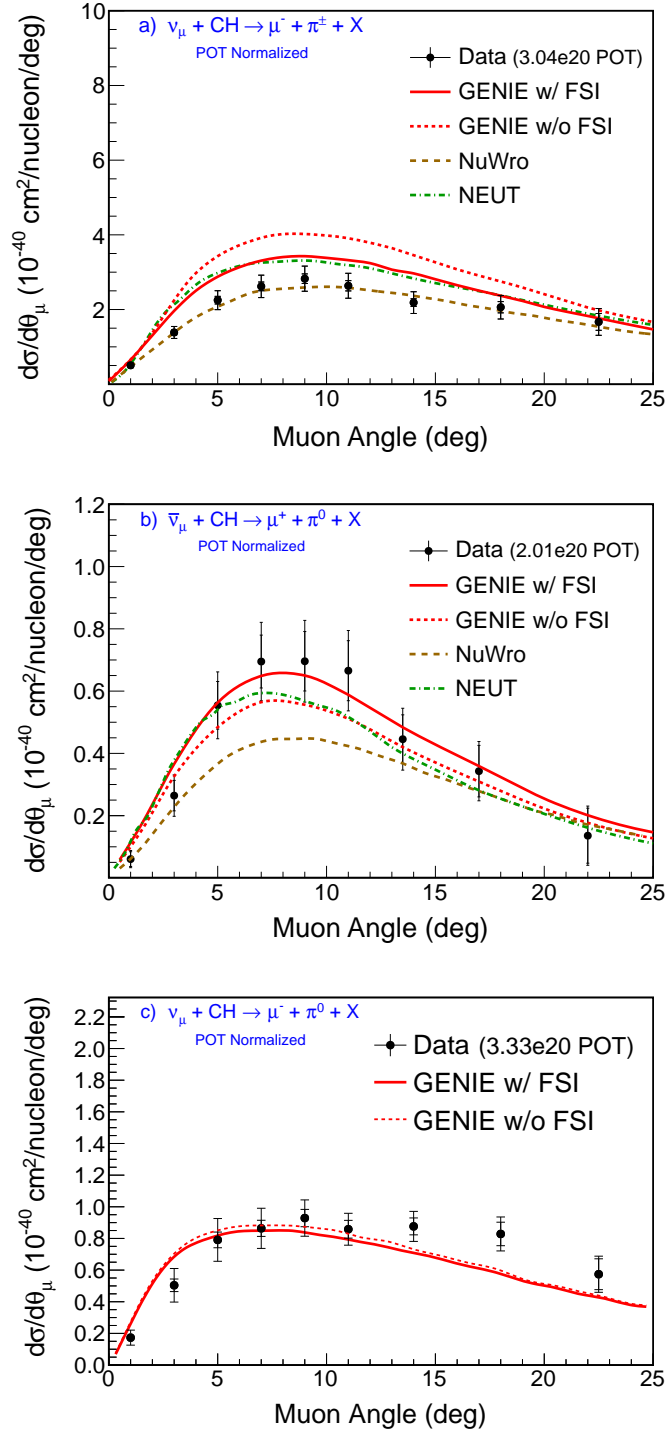 a) νμ + CH → μ- + π± + X
POT Normalized
Data (3.04e20 POT)
GENIE w/ FSI
GENIE w/o FSI
NuWro
NEUT
10
8
6
4
2
0 5 10 15 20 25
Muon Angle (deg)
dσ/dθμ (10-40 cm2/nucleon/deg)
b) ν̅μ + CH → μ+ + π0 + X
POT Normalized
Data (2.01e20 POT)
GENIE w/ FSI
GENIE w/o FSI
NuWro
NEUT
1.2
1.0
0.8
0.6
0.4
0.2
0 5 10 15 20 25
Muon Angle (deg)
dσ/dθμ (10-40 cm2/nucleon/deg)
c) νμ + CH → μ- + π0 + X
POT Normalized
Data (3.33e20 POT)
GENIE w/ FSI
GENIE w/o FSI
2.2
2.0
1.8
1.6
1.4
1.2
1.0
0.8
0.6
0.4
0.2
0.0
0 5 10 15 20 25
Muon Angle (deg)
dσ/dθμ (10-40 cm2/nucleon/deg)